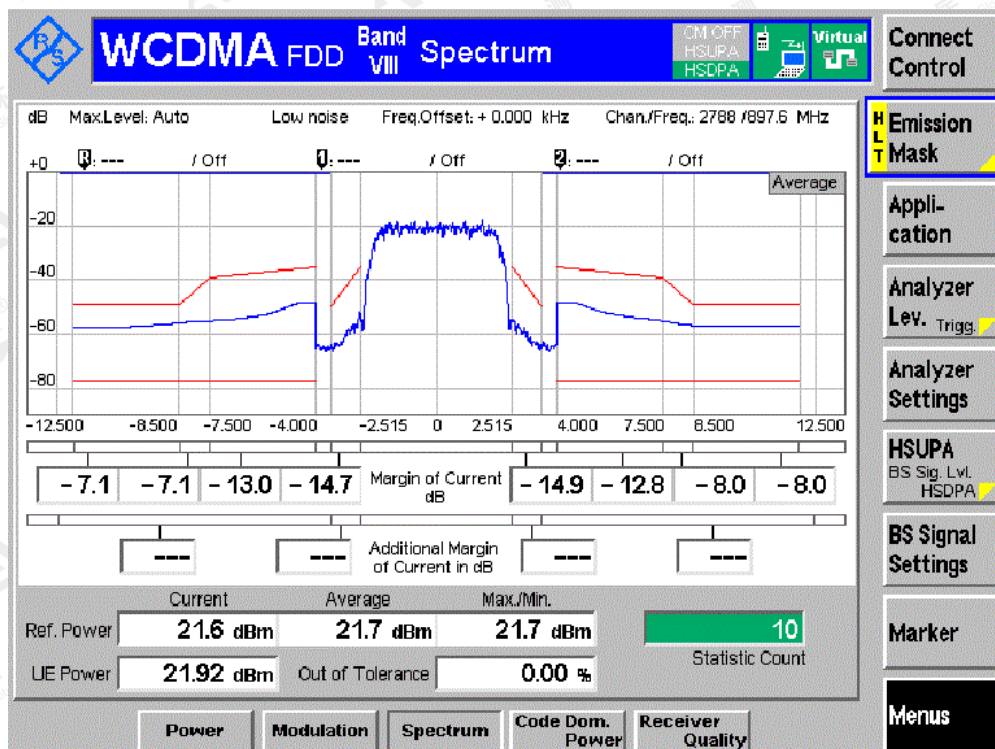 R/S
WCDMA FDD Band VIII Spectrum
CM OFF
HSUPA
HSDPA
Virtual
Connect Control
dB Max.Level: Auto Low noise Freq.Offset: + 0.000 kHz Chan./Freq.: 2788 / 897.6 MHz
HLT Emission Mask
R: --- / Off 1: --- / Off 2: --- / Off
Average
+0
-20
-40
-60
-80
-12.500 -8.500 -7.500 -4.000 -2.515 0 2.515 4.000 7.500 8.500 12.500
Appli-
cation
Analyzer
Lev. Trigg.
Analyzer
Settings
HSUPA
BS Sig. Lvl.
HSDPA
BS Signal
Settings
Marker
Menus
-7.1 -7.1 -13.0 -14.7 Margin of Current dB -14.9 -12.8 -8.0 -8.0
--- --- Additional Margin of Current in dB --- ---
Current Average Max./Min.
Ref. Power 21.6 dBm 21.7 dBm 21.7 dBm 10
Statistic Count
UE Power 21.92 dBm Out of Tolerance 0.00 %
Power Modulation Spectrum Code Dom. Power Receiver Quality